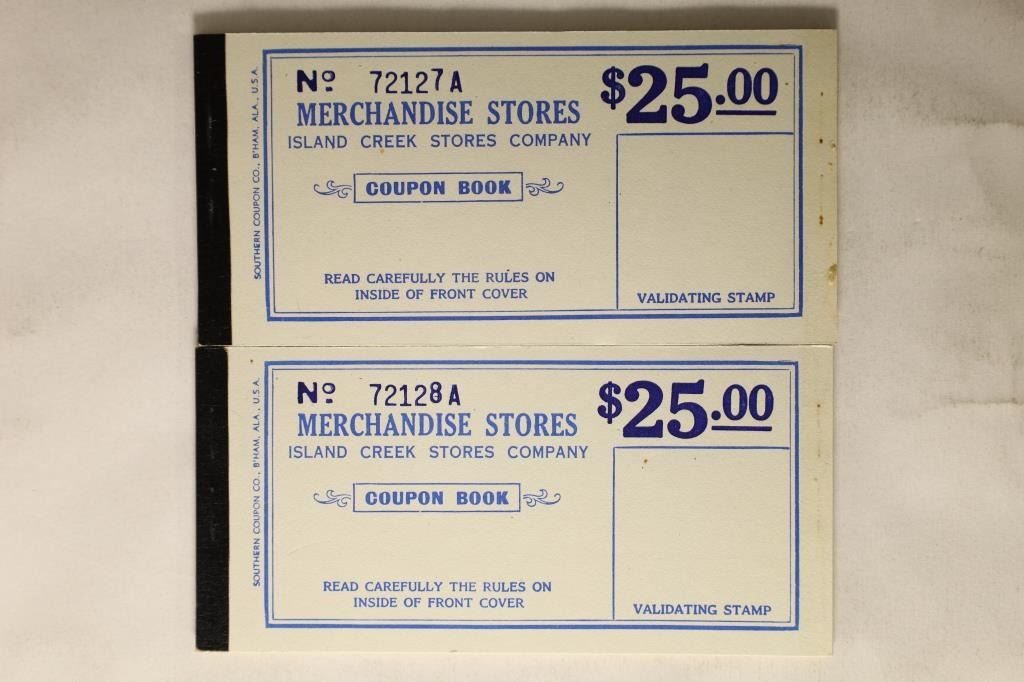 Nº 72127A
$25.00
MERCHANDISE STORES
ISLAND CREEK STORES COMPANY
COUPON BOOK
READ CAREFULLY THE RULES ON
INSIDE OF FRONT COVER
VALIDATING STAMP
SOUTHERN COUPON CO., B'HAM, ALA., U.S.A.
Nº 72128A
$25.00
MERCHANDISE STORES
ISLAND CREEK STORES COMPANY
COUPON BOOK
READ CAREFULLY THE RULES ON
INSIDE OF FRONT COVER
VALIDATING STAMP
SOUTHERN COUPON CO., B'HAM, ALA., U.S.A.